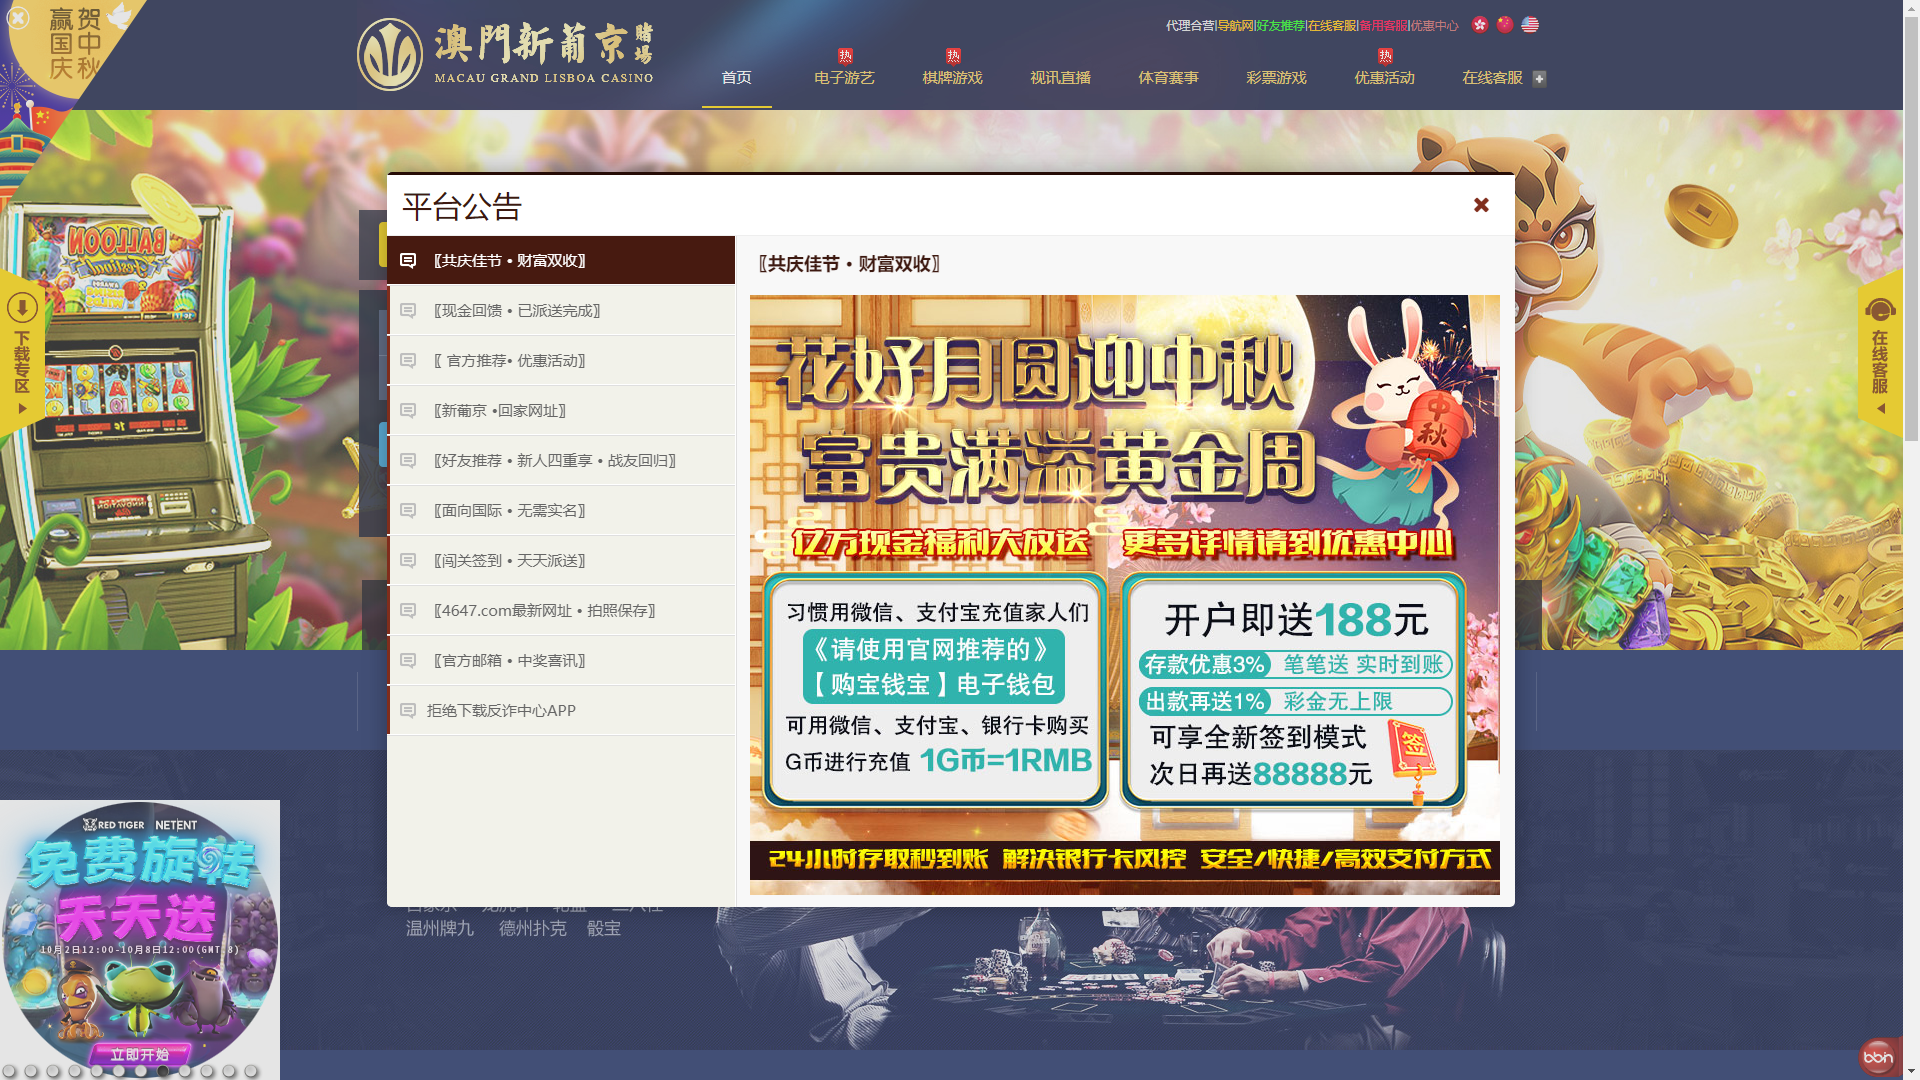 贺中秋
赢国庆
澳門新葡京賭場
MACAU GRAND LISBOA CASINO
代理合营|导航网|好友推荐|在线客服|备用客服|优惠中心
热
热
热
首页
电子游艺
棋牌游戏
视讯直播
体育赛事
彩票游戏
优惠活动
在线客服
下载专区
在线客服
平台公告
〖共庆佳节 • 财富双收〗
〖现金回馈 • 已派送完成〗
〖 官方推荐• 优惠活动〗
〖新葡京 •回家网址〗
〖好友推荐 • 新人四重享 • 战友回归〗
〖面向国际 • 无需实名〗
〖闯关签到 • 天天派送〗
〖4647.com最新网址 • 拍照保存〗
〖官方邮箱 • 中奖喜讯〗
拒绝下载反诈中心APP
〖共庆佳节 • 财富双收〗
花好月圆迎中秋
富贵满溢黄金周
中秋
亿万现金福利大放送 更多详情请到优惠中心
习惯用微信、支付宝充值家人们
《请使用官网推荐的》
【购宝钱宝】电子钱包
可用微信、支付宝、银行卡购买
G币进行充值 1G币=1RMB
开户即送188元
存款优惠3% 笔笔送 实时到账
出款再送1% 彩金无上限
可享全新签到模式
次日再送88888元
签
24小时存取秒到账 解决银行卡风控 安全/快捷/高效支付方式
温州牌九 德州扑克 骰宝
RED TIGER NETENT
免费旋转
天天送
10月2日12:00-10月8日12:00(GMT+8)
立即开始
BALLOON
bbin